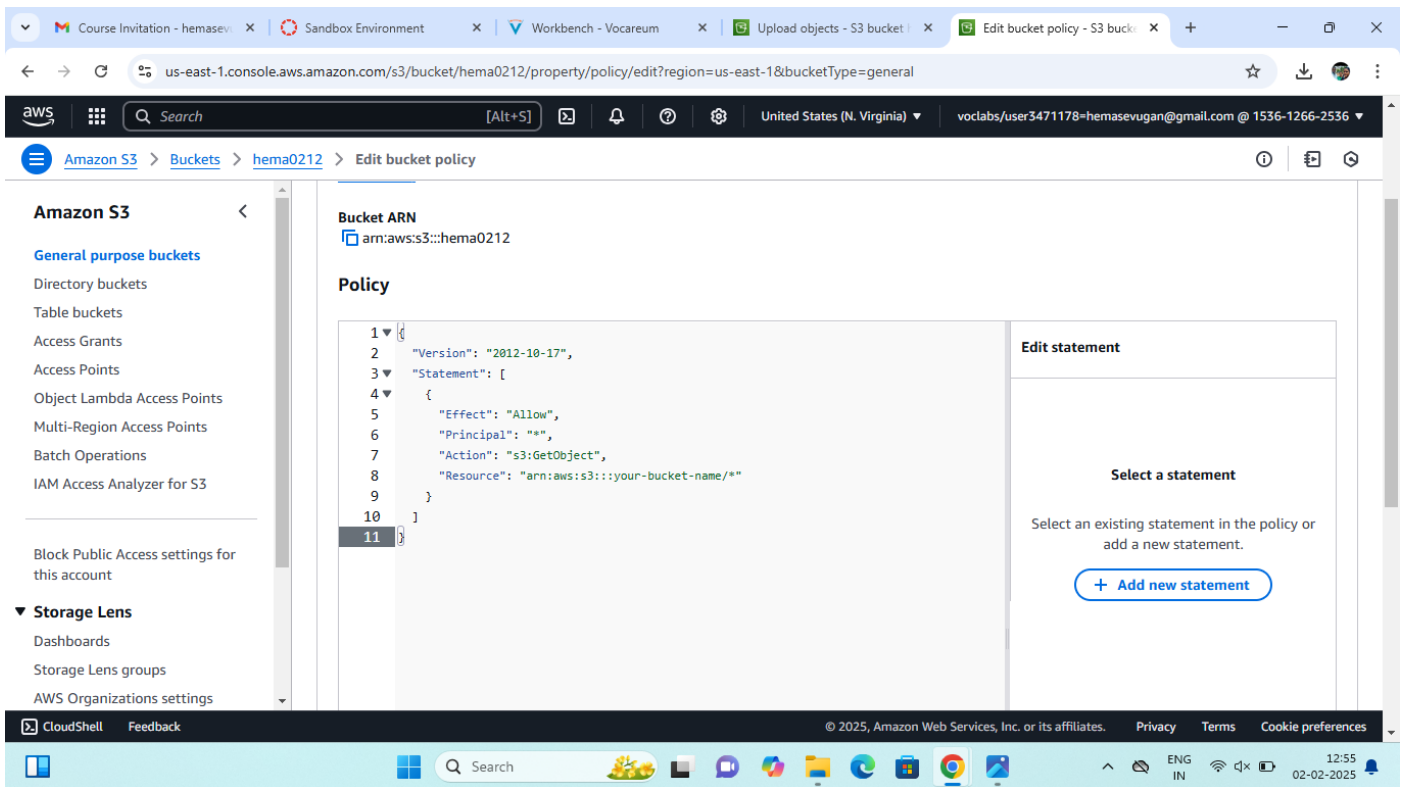 Course Invitation - hemasev
Sandbox Environment
Workbench - Vocareum
Upload objects - S3 bucket
Edit bucket policy - S3 bucke
us-east-1.console.aws.amazon.com/s3/bucket/hema0212/property/policy/edit?region=us-east-1&bucketType=general
aws
Search
[Alt+S]
United States (N. Virginia)
voclabs/user3471178=hemasevugan@gmail.com @ 1536-1266-2536
Amazon S3 > Buckets > hema0212 > Edit bucket policy
Amazon S3
General purpose buckets
Directory buckets
Table buckets
Access Grants
Access Points
Object Lambda Access Points
Multi-Region Access Points
Batch Operations
IAM Access Analyzer for S3
Block Public Access settings for
this account
Storage Lens
Dashboards
Storage Lens groups
AWS Organizations settings
Bucket ARN
arn:aws:s3:::hema0212
Policy
1 {
2 "Version": "2012-10-17",
3 "Statement": [
4 {
5 "Effect": "Allow",
6 "Principal": "*",
7 "Action": "s3:GetObject",
8 "Resource": "arn:aws:s3:::your-bucket-name/*"
9 }
10 ]
11 }
Edit statement
Select a statement
Select an existing statement in the policy or
add a new statement.
+ Add new statement
CloudShell
Feedback
© 2025, Amazon Web Services, Inc. or its affiliates.
Privacy
Terms
Cookie preferences
Search
ENG
IN
12:55
02-02-2025